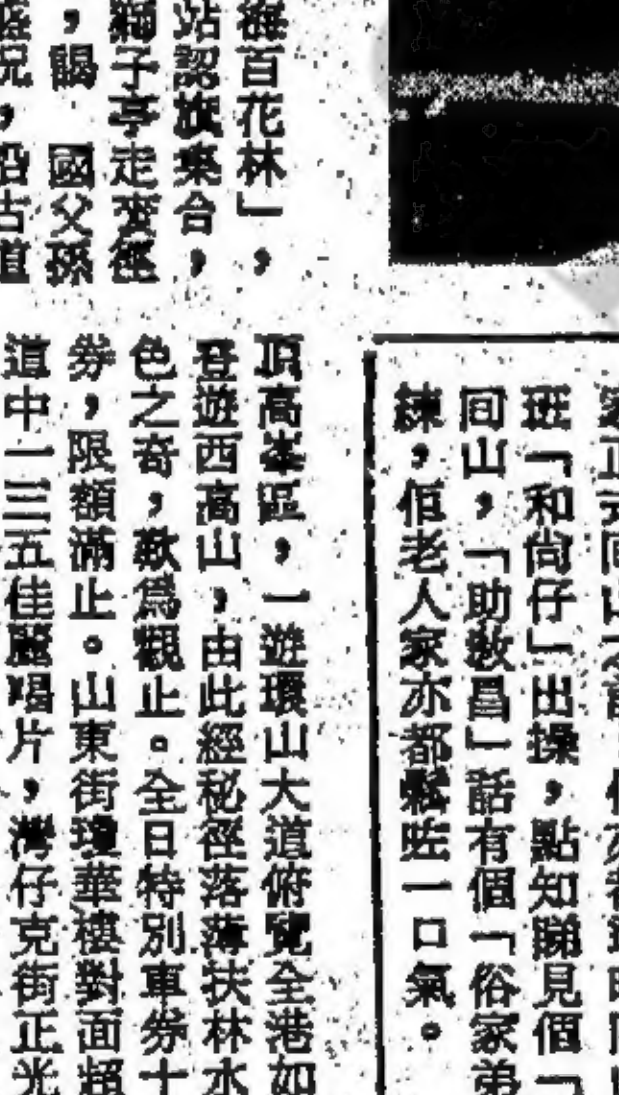 練，佢老人家亦都鬆咗一口氣。
回山，「助教昌」話有個「俗家弟
班「和尚仔」出操，點知睇見個「
百花林」，
站認旗集合，
獅子亭走麥徑
，謁　國父孫
沿古道
頂高峯區，一遊環山大道俯覽全港如
登遊西高山，由此經秘徑落薄扶林水
色之奇，歎為觀止。全日特別車券十
券，限額滿止。山東街瓊華樓對面超
道中一三五佳麗唱片，灣仔克街正光